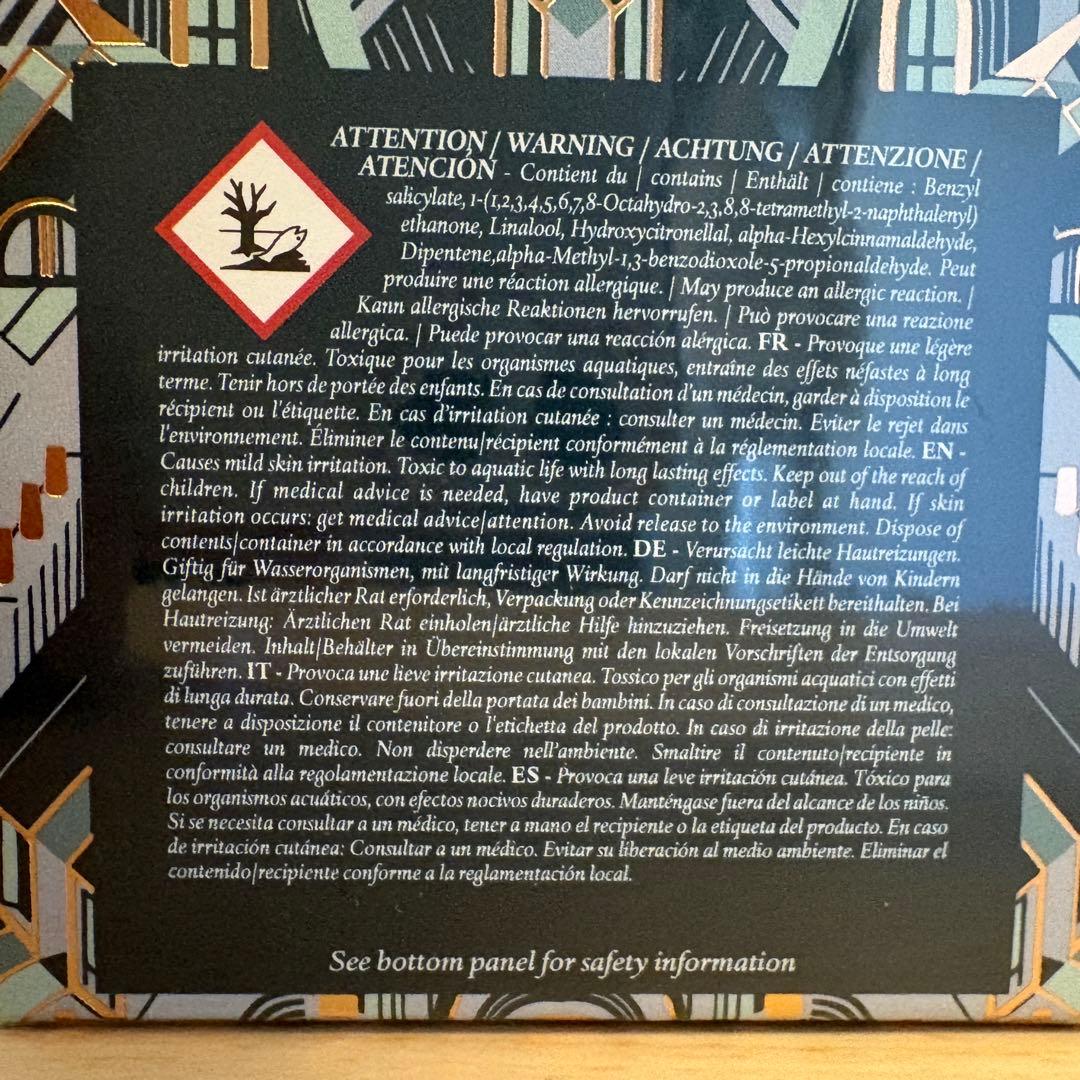 ATTENTION / WARNING / ACHTUNG / ATTENZIONE /
ATENCIÓN - Contient du | contains | Enthält | contiene : Benzyl
salicylate, 1-(1,2,3,4,5,6,7,8-Octahydro-2,3,8,8-tetramethyl-2-naphthalenyl)
ethanone, Linalool, Hydroxycitronellal, alpha-Hexylcinnamaldehyde,
Dipentene,alpha-Methyl-1,3-benzodioxole-5-propionaldehyde. Peut
produire une réaction allergique. | May produce an allergic reaction. |
Kann allergische Reaktionen hervorrufen. | Può provocare una reazione
allergica. | Puede provocar una reacción alérgica. FR - Provoque une légère
irritation cutanée. Toxique pour les organismes aquatiques, entraîne des effets néfastes à long
terme. Tenir hors de portée des enfants. En cas de consultation d'un médecin, garder à disposition le
récipient ou l'étiquette. En cas d'irritation cutanée : consulter un médecin. Eviter le rejet dans
l'environnement. Éliminer le contenu|récipient conformément à la réglementation locale. EN -
Causes mild skin irritation. Toxic to aquatic life with long lasting effects. Keep out of the reach of
children. If medical advice is needed, have product container or label at hand. If skin
irritation occurs: get medical advice|attention. Avoid release to the environment. Dispose of
contents|container in accordance with local regulation. DE - Verursacht leichte Hautreizungen.
Giftig für Wasserorganismen, mit langfristiger Wirkung. Darf nicht in die Hände von Kindern
gelangen. Ist ärztlicher Rat erforderlich, Verpackung oder Kennzeichnungsetikett bereithalten. Bei
Hautreizung: Ärztlichen Rat einholen|ärztliche Hilfe hinzuziehen. Freisetzung in die Umwelt
vermeiden. Inhalt|Behälter in Übereinstimmung mit den lokalen Vorschriften der Entsorgung
zuführen. IT - Provoca una lieve irritazione cutanea. Tossico per gli organismi acquatici con effetti
di lunga durata. Conservare fuori della portata dei bambini. In caso di consultazione di un medico,
tenere a disposizione il contenitore o l'etichetta del prodotto. In caso di irritazione della pelle:
consultare un medico. Non disperdere nell'ambiente. Smaltire il contenuto|recipiente in
conformità alla regolamentazione locale. ES - Provoca una leve irritación cutánea. Tóxico para
los organismos acuáticos, con efectos nocivos duraderos. Manténgase fuera del alcance de los niños.
Si se necesita consultar a un médico, tener a mano el recipiente o la etiqueta del producto. En caso
de irritación cutánea: Consultar a un médico. Evitar su liberación al medio ambiente. Eliminar el
contenido|recipiente conforme a la reglamentación local.
See bottom panel for safety information